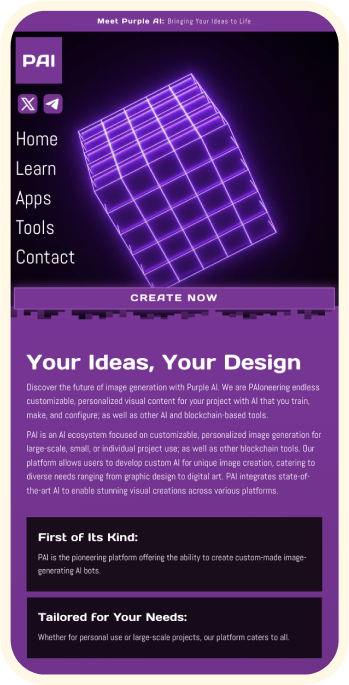 Meet Purple AI: Bringing Your Ideas to Life
PAI
Home
Learn
Apps
Tools
Contact
CREATE NOW
Your Ideas, Your Design
Discover the future of image generation with Purple AI. We are PAIoneering endless
customizable, personalized visual content for your project with AI that you train,
make, and configure; as well as other AI and blockchain-based tools.
PAI is an AI ecosystem focused on customizable, personalized image generation for
large-scale, small, or individual project use; as well as other blockchain tools. Our
platform allows users to develop custom AI for unique image creation, catering to
diverse needs ranging from graphic design to digital art. PAI integrates state-of-
the-art AI to enable stunning visual creations across various platforms.
First of Its Kind:
PAI is the pioneering platform offering the ability to create custom-made image-
generating AI bots.
Tailored for Your Needs:
Whether for personal use or large-scale projects, our platform caters to all.